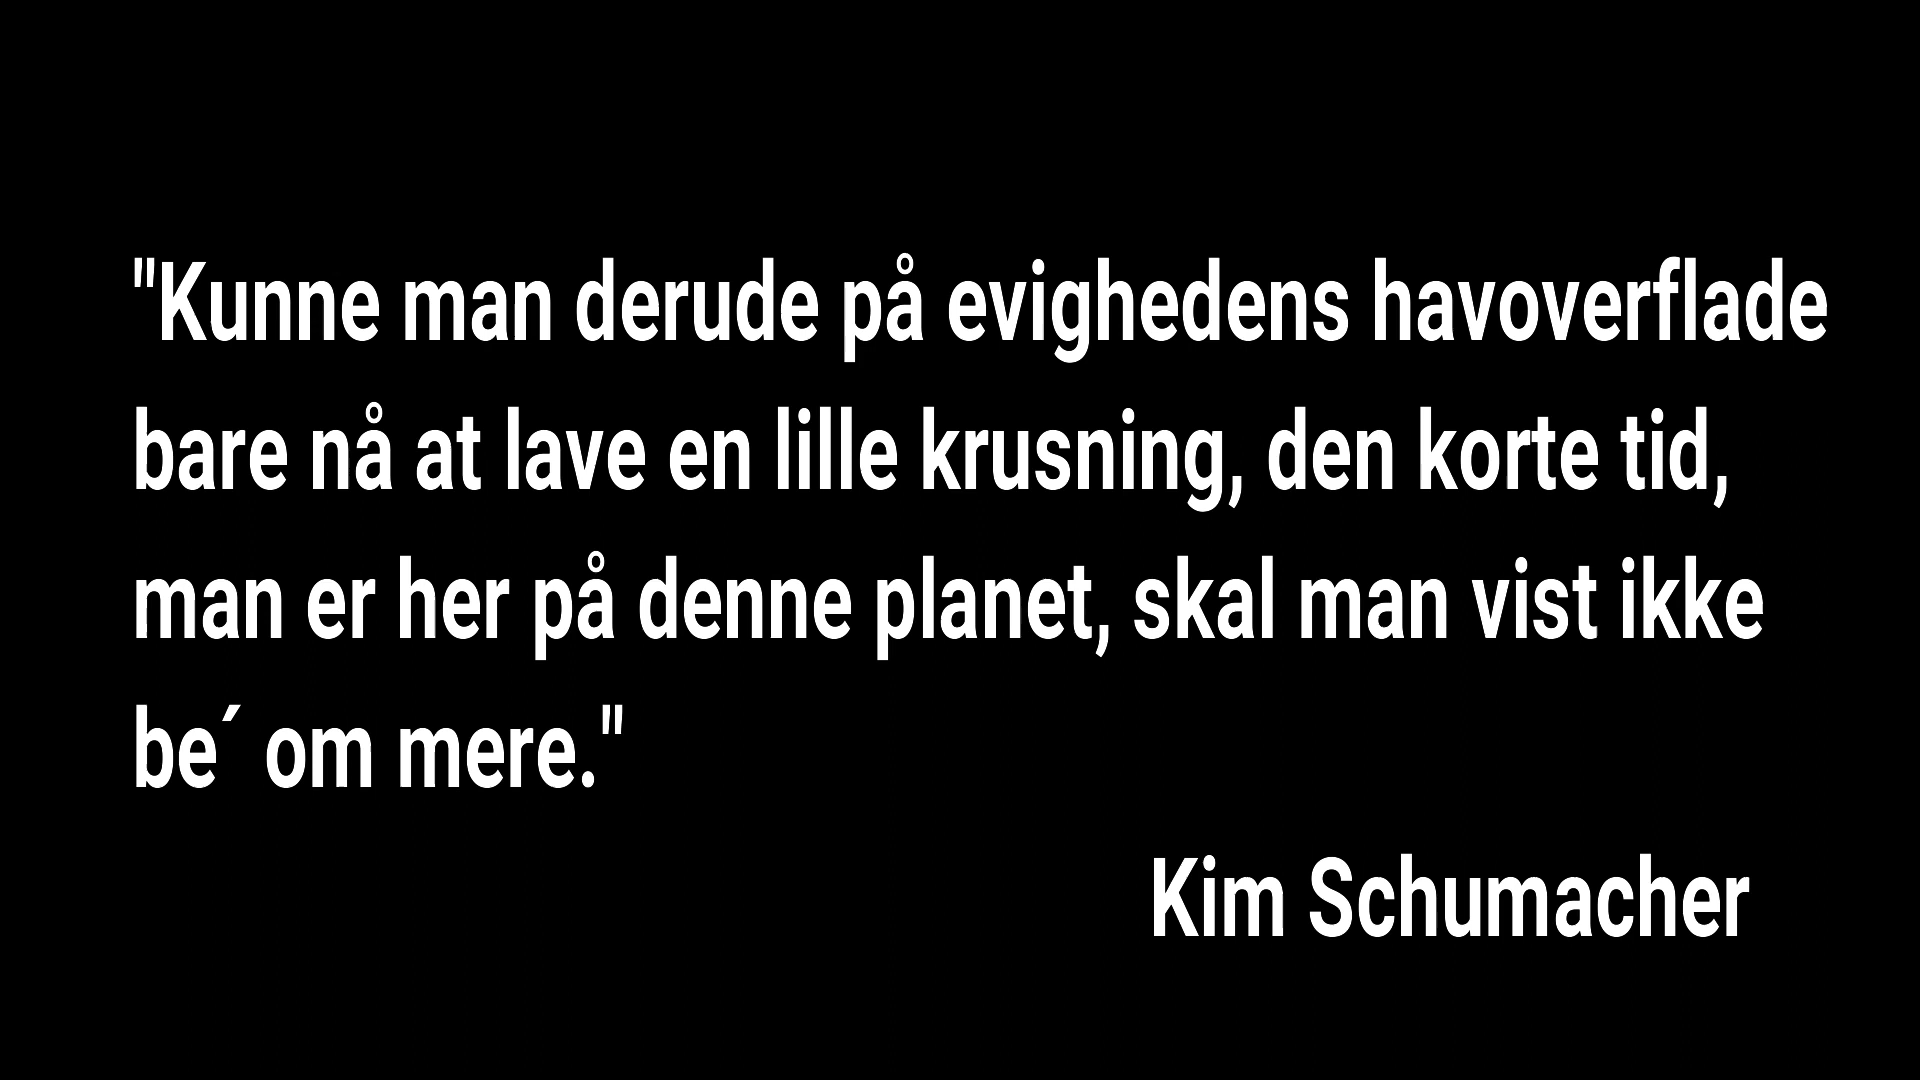 "Kunne man derude på evighedens havoverflade
bare nå at lave en lille krusning, den korte tid,
man er her på denne planet, skal man vist ikke
be´ om mere."
Kim Schumacher